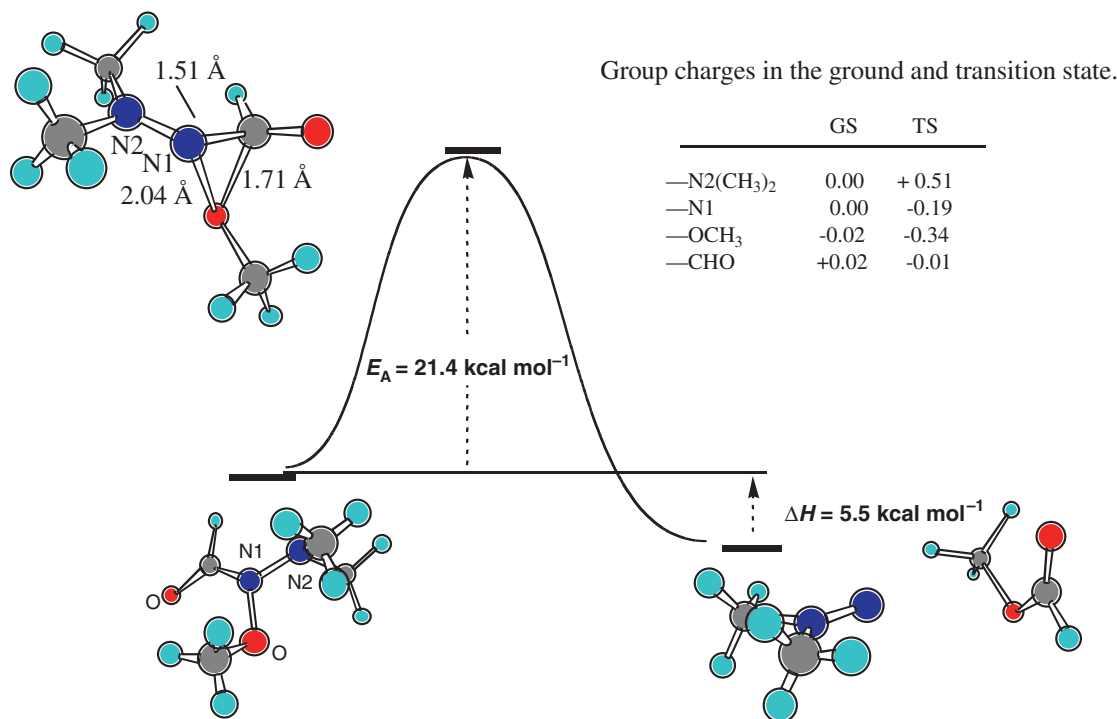 1.51 Å
N2
N1
2.04 Å
1.71 Å
Group charges in the ground and transition state.
GS TS
—N2(CH₃)₂ 0.00 + 0.51
—N1 0.00 -0.19
—OCH₃ -0.02 -0.34
—CHO +0.02 -0.01
E_A = 21.4 kcal mol⁻¹
ΔH = 5.5 kcal mol⁻¹
N1
N2
O
O